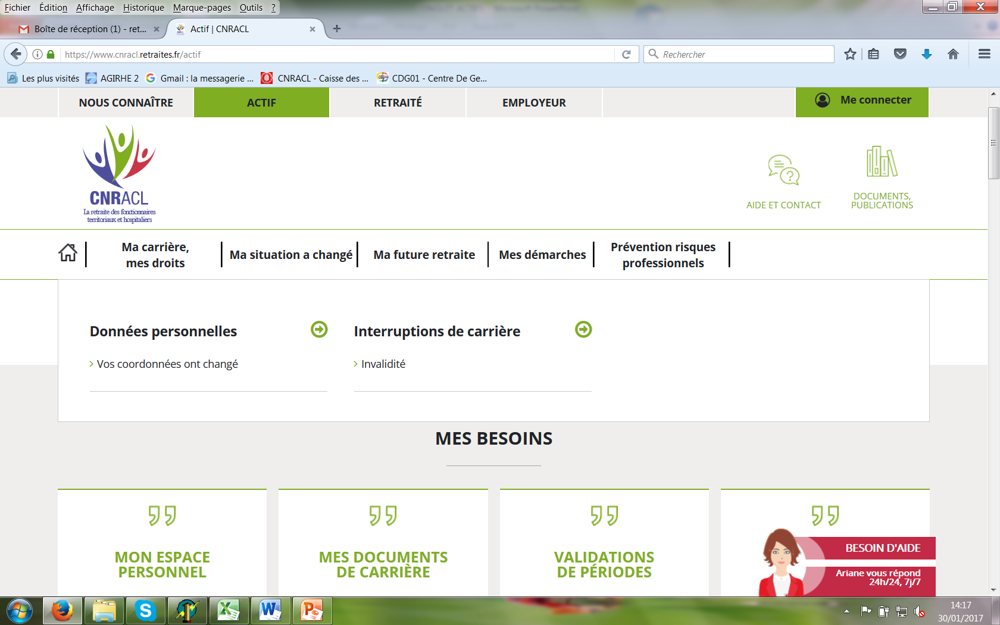 Fichier Édition Affichage Historique Marque-pages Outils ?
Boîte de réception (1) - ret...
Actif | CNRACL
https://www.cnracl.retraites.fr/actif
Rechercher
Les plus visités
AGIRHE 2
Gmail : la messagerie ...
CNRACL - Caisse des ...
CDG01 - Centre De Ge...
NOUS CONNAÎTRE
ACTIF
RETRAITÉ
EMPLOYEUR
Me connecter
CNRACL
La retraite des fonctionnaires
territoriaux et hospitaliers
AIDE ET CONTACT
DOCUMENTS,
PUBLICATIONS
Ma carrière,
mes droits
Ma situation a changé
Ma future retraite
Mes démarches
Prévention risques
professionnels
Données personnelles
Vos coordonnées ont changé
Interruptions de carrière
Invalidité
MES BESOINS
MON ESPACE
PERSONNEL
MES DOCUMENTS
DE CARRIÈRE
VALIDATIONS
DE PÉRIODES
BESOIN D'AIDE
Ariane vous répond
24h/24, 7j/7
14:17
30/01/2017